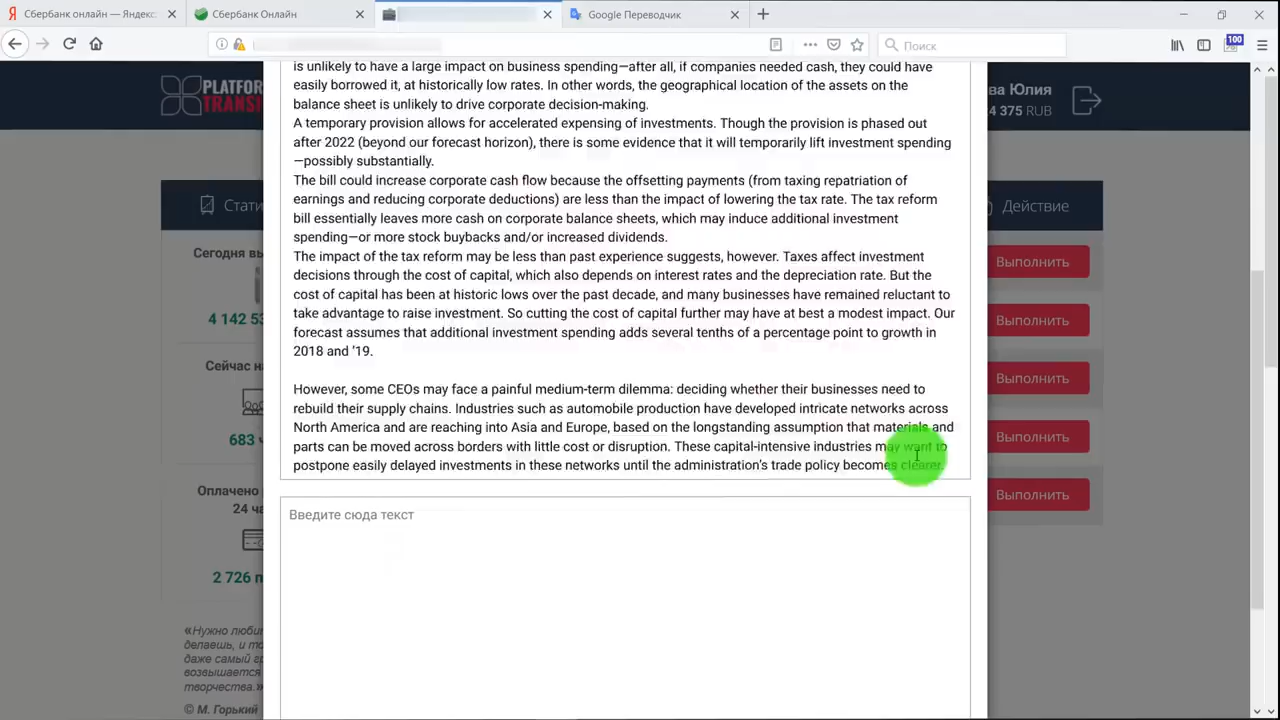 Сбербанк онлайн — Яндекс
Сбербанк Онлайн
Google Переводчик
Поиск
100
PLATFOR
TRANS
ва Юлия
4 375 RUB
is unlikely to have a large impact on business spending—after all, if companies needed cash, they could have
easily borrowed it, at historically low rates. In other words, the geographical location of the assets on the
balance sheet is unlikely to drive corporate decision-making.
A temporary provision allows for accelerated expensing of investments. Though the provision is phased out
after 2022 (beyond our forecast horizon), there is some evidence that it will temporarily lift investment spending
—possibly substantially.
The bill could increase corporate cash flow because the offsetting payments (from taxing repatriation of
earnings and reducing corporate deductions) are less than the impact of lowering the tax rate. The tax reform
bill essentially leaves more cash on corporate balance sheets, which may induce additional investment
spending—or more stock buybacks and/or increased dividends.
The impact of the tax reform may be less than past experience suggests, however. Taxes affect investment
decisions through the cost of capital, which also depends on interest rates and the depreciation rate. But the
cost of capital has been at historic lows over the past decade, and many businesses have remained reluctant to
take advantage to raise investment. So cutting the cost of capital further may have at best a modest impact. Our
forecast assumes that additional investment spending adds several tenths of a percentage point to growth in
2018 and '19.
However, some CEOs may face a painful medium-term dilemma: deciding whether their businesses need to
rebuild their supply chains. Industries such as automobile production have developed intricate networks across
North America and are reaching into Asia and Europe, based on the longstanding assumption that materials and
parts can be moved across borders with little cost or disruption. These capital-intensive industries may want to
postpone easily delayed investments in these networks until the administration's trade policy becomes clearer.
Введите сюда текст
Стати
Сегодня вы
4 142 53
Сейчас на
683 ч
Оплачено
24 ча
2 726 п
«Нужно люби
делаешь, и то
даже самый гр
возвышается
творчества.»
© М. Горький
Действие
Выполнить
Выполнить
Выполнить
Выполнить
Выполнить